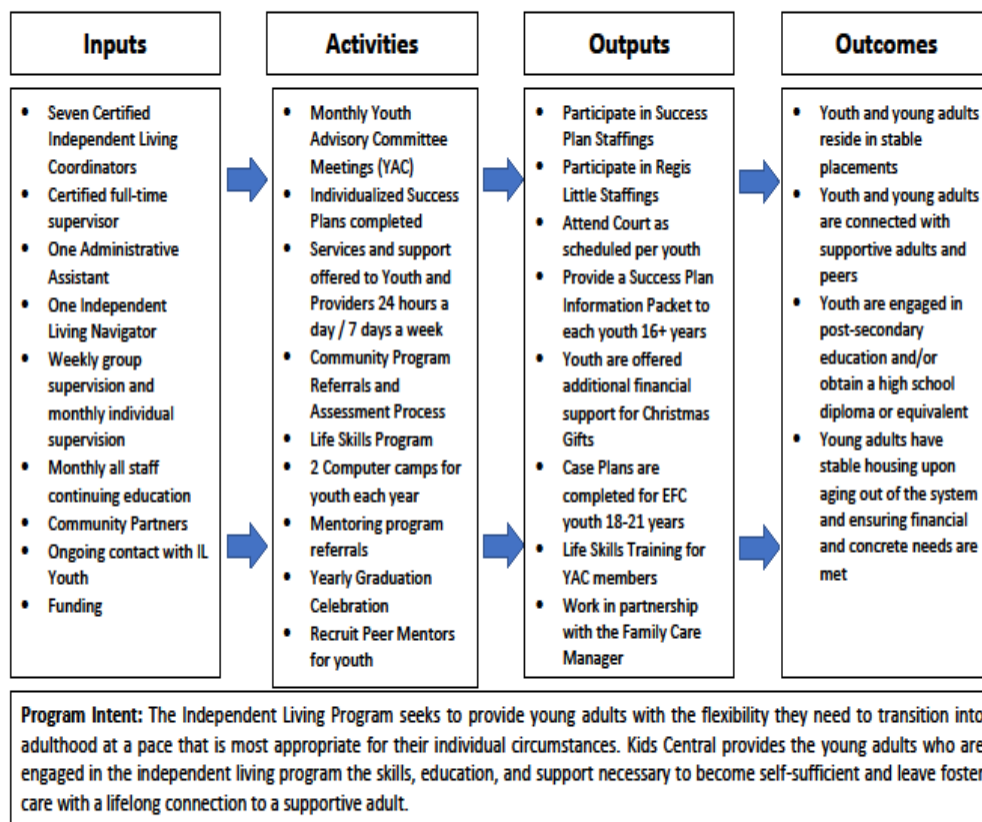 Inputs
Seven Certified
Independent Living
Coordinators
Certified full-time
supervisor
One Administrative
Assistant
One Independent
Living Navigator
Weekly group
supervision and
monthly individual
supervision
Monthly all staff
continuing education
Community Partners
Ongoing contact with IL
Youth
Funding
Activities
Monthly Youth
Advisory Committee
Meetings (YAC)
Individualized Success
Plans completed
Services and support
offered to Youth and
Providers 24 hours a
day / 7 days a week
Community Program
Referrals and
Assessment Process
Life Skills Program
2 Computer camps for
youth each year
Mentoring program
referrals
Yearly Graduation
Celebration
Recruit Peer Mentors
for youth
Outputs
Participate in Success
Plan Staffings
Participate in Regis
Little Staffings
Attend Court as
scheduled per youth
Provide a Success Plan
Information Packet to
each youth 16+ years
Youth are offered
additional financial
support for Christmas
Gifts
Case Plans are
completed for EFC
youth 18-21 years
Life Skills Training for
YAC members
Work in partnership
with the Family Care
Manager
Outcomes
Youth and young adults
reside in stable
placements
Youth and young adults
are connected with
supportive adults and
peers
Youth are engaged in
post-secondary
education and/or
obtain a high school
diploma or equivalent
Young adults have
stable housing upon
aging out of the system
and ensuring financial
and concrete needs are
met
Program Intent: The Independent Living Program seeks to provide young adults with the flexibility they need to transition into
adulthood at a pace that is most appropriate for their individual circumstances. Kids Central provides the young adults who are
engaged in the independent living program the skills, education, and support necessary to become self-sufficient and leave foster
care with a lifelong connection to a supportive adult.